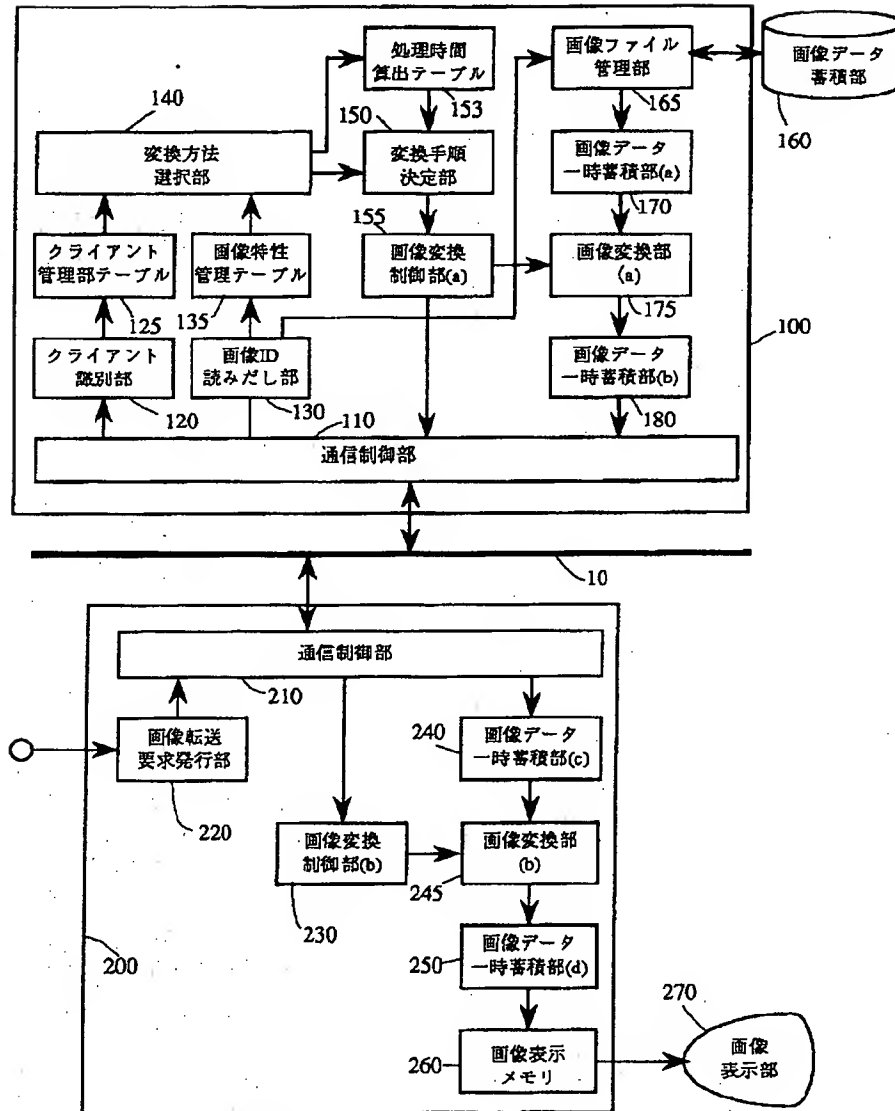 処理時間
算出テーブル
153
画像ファイル
管理部
165
画像データ
蓄積部
160
140
変換方法
選択部
150
変換手順
決定部
画像データ
一時蓄積部(a)
170
クライアント
管理部テーブル
125
画像特性
管理テーブル
135
155
画像変換
制御部(a)
画像変換部
(a)
175
100
クライアント
識別部
120
画像ID
読みだし部
130
画像データ
一時蓄積部(b)
180
110
通信制御部
10
通信制御部
210
画像転送
要求発行部
220
240
画像データ
一時蓄積部(c)
画像変換
制御部(b)
230
画像変換部
(b)
245
200
250
画像データ
一時蓄積部(d)
260
画像表示
メモリ
270
画像
表示部